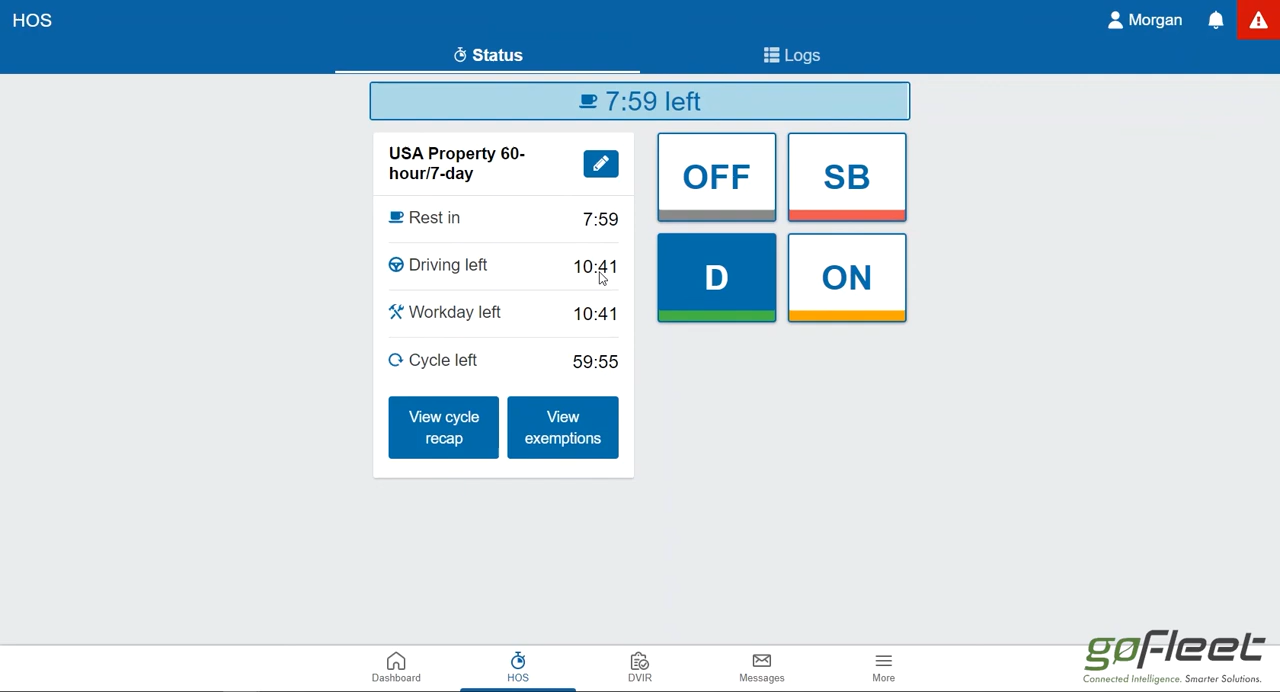 HOS
Morgan
Status
Logs
7:59 left
USA Property 60-
hour/7-day
Rest in
7:59
Driving left
10:41
Workday left
10:41
Cycle left
59:55
View cycle
recap
View
exemptions
OFF
SB
D
ON
Dashboard
HOS
DVIR
Messages
More
gofleet
Connected Intelligence. Smarter Solutions.